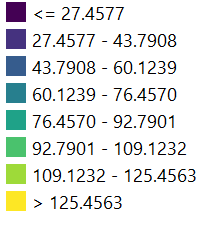 <= 27.4577
27.4577 - 43.7908
43.7908 - 60.1239
60.1239 - 76.4570
76.4570 - 92.7901
92.7901 - 109.1232
109.1232 - 125.4563
> 125.4563